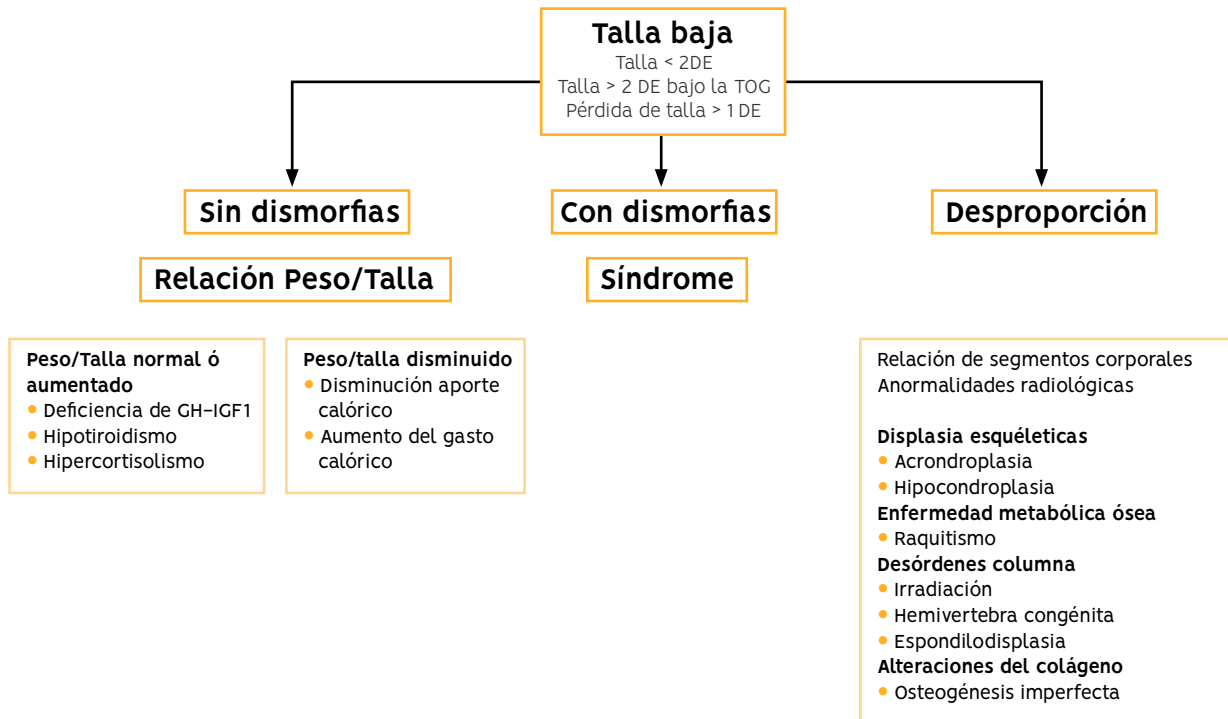 Talla baja
Talla < 2DE
Talla > 2 DE bajo la TOG
Pérdida de talla > 1 DE
Sin dismorfias
Con dismorfias
Desproporción
Relación Peso/Talla
Síndrome
Peso/Talla normal ó
aumentado
• Deficiencia de GH–IGF1
• Hipotiroidismo
• Hipercortisolismo
Peso/talla disminuido
• Disminución aporte
calórico
• Aumento del gasto
calórico
Relación de segmentos corporales
Anormalidades radiológicas
Displasia esquéleticas
• Acrondroplasia
• Hipocondroplasia
Enfermedad metabólica ósea
• Raquitismo
Desórdenes columna
• Irradiación
• Hemivertebra congénita
• Espondilodisplasia
Alteraciones del colágeno
• Osteogénesis imperfecta